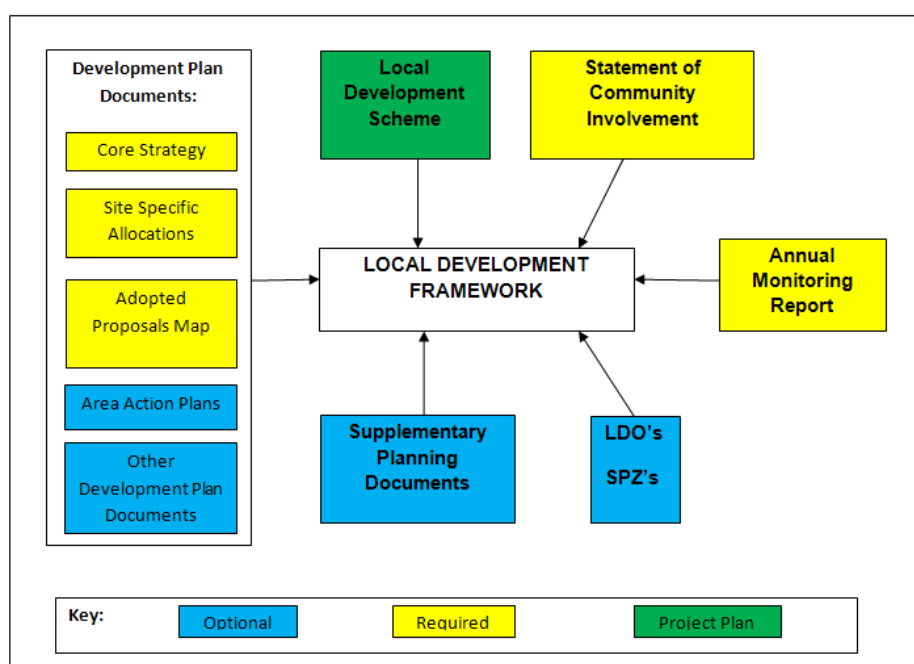 Development Plan
Documents:
Core Strategy
Site Specific
Allocations
Adopted
Proposals Map
Area Action Plans
Other
Development Plan
Documents
Local
Development
Scheme
Statement of
Community
Involvement
LOCAL DEVELOPMENT
FRAMEWORK
Annual
Monitoring
Report
Supplementary
Planning
Documents
LDO's
SPZ's
Key:
Optional
Required
Project Plan